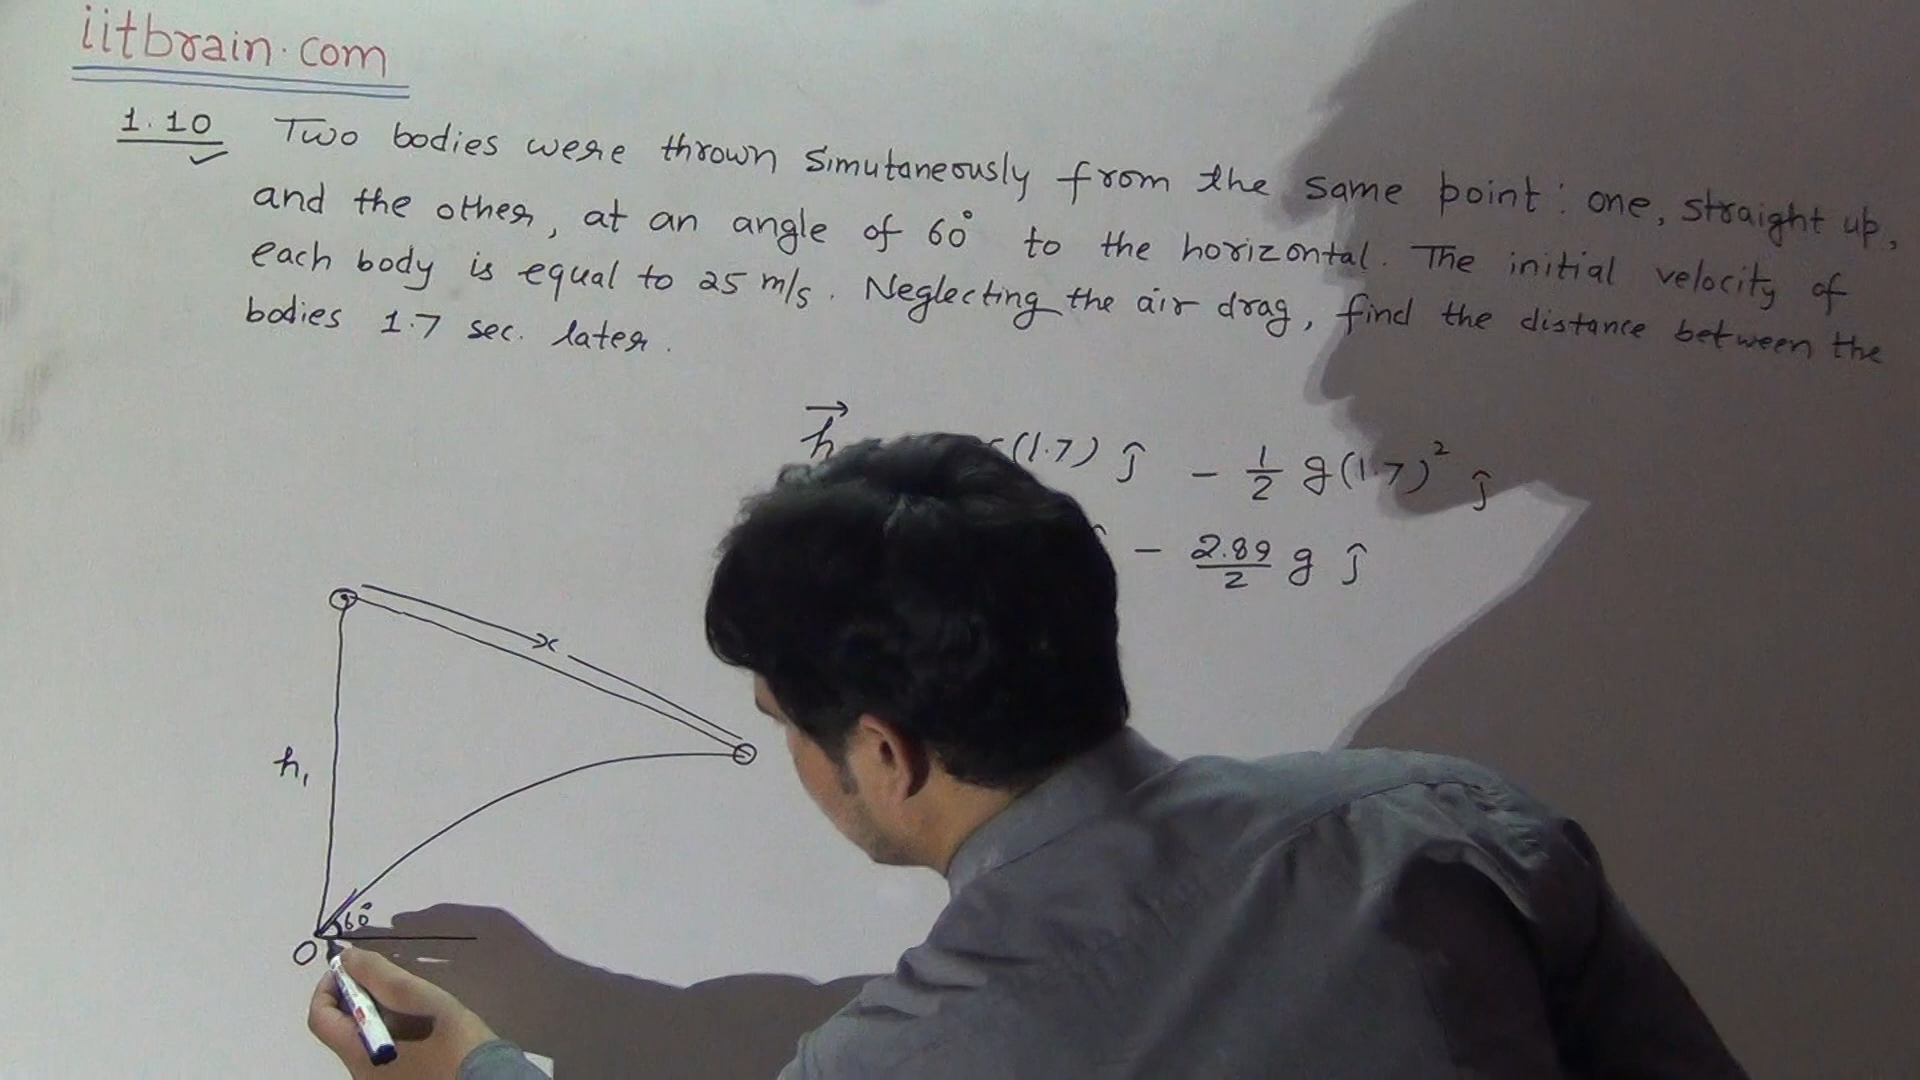 iitbrain.com
1.10 Two bodies were thrown Simutaneously from the same point: one, straight up,
and the other, at an angle of 60° to the horizontal. The initial velocity of
each body is equal to 25 m/s. Neglecting the air drag, find the distance between the
bodies 1.7 sec. later.
(1.7) ĵ - 1/2 g(1.7)² ĵ
- 2.89/2 g ĵ
x
h₁
60°
O